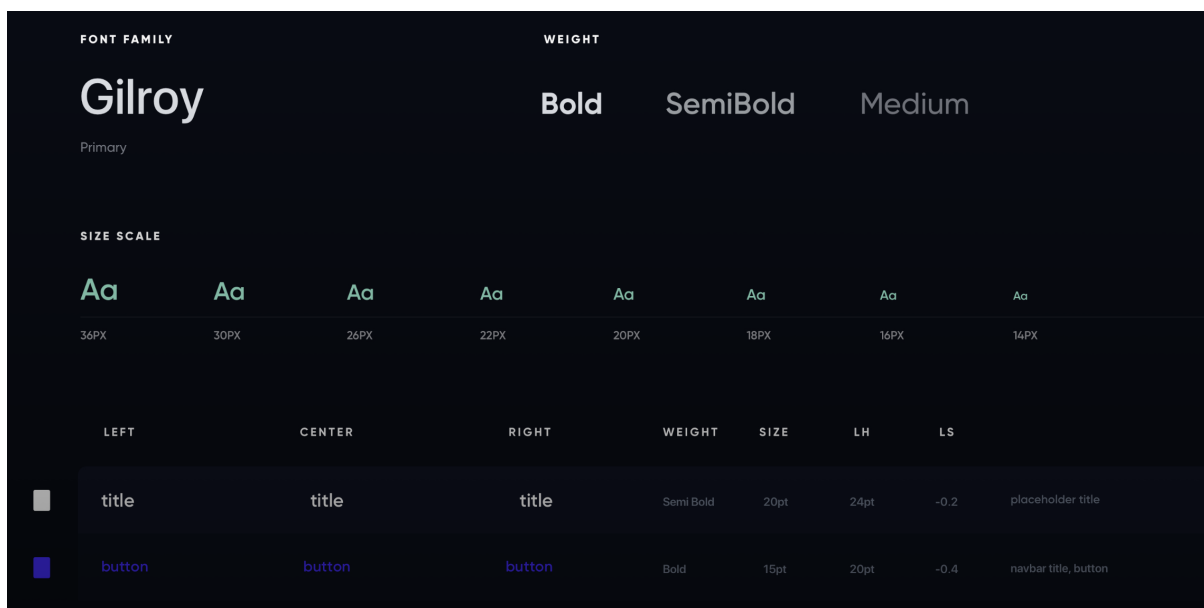 FONT FAMILY WEIGHT
Gilroy Bold SemiBold Medium
Primary
SIZE SCALE
Aa Aa Aa Aa Aa Aa Aa Aa
36PX 30PX 26PX 22PX 20PX 18PX 16PX 14PX
LEFT CENTER RIGHT WEIGHT SIZE LH LS
title title title Semi Bold 20pt 24pt -0.2 placeholder title
button button button Bold 15pt 20pt -0.4 navbar title, button